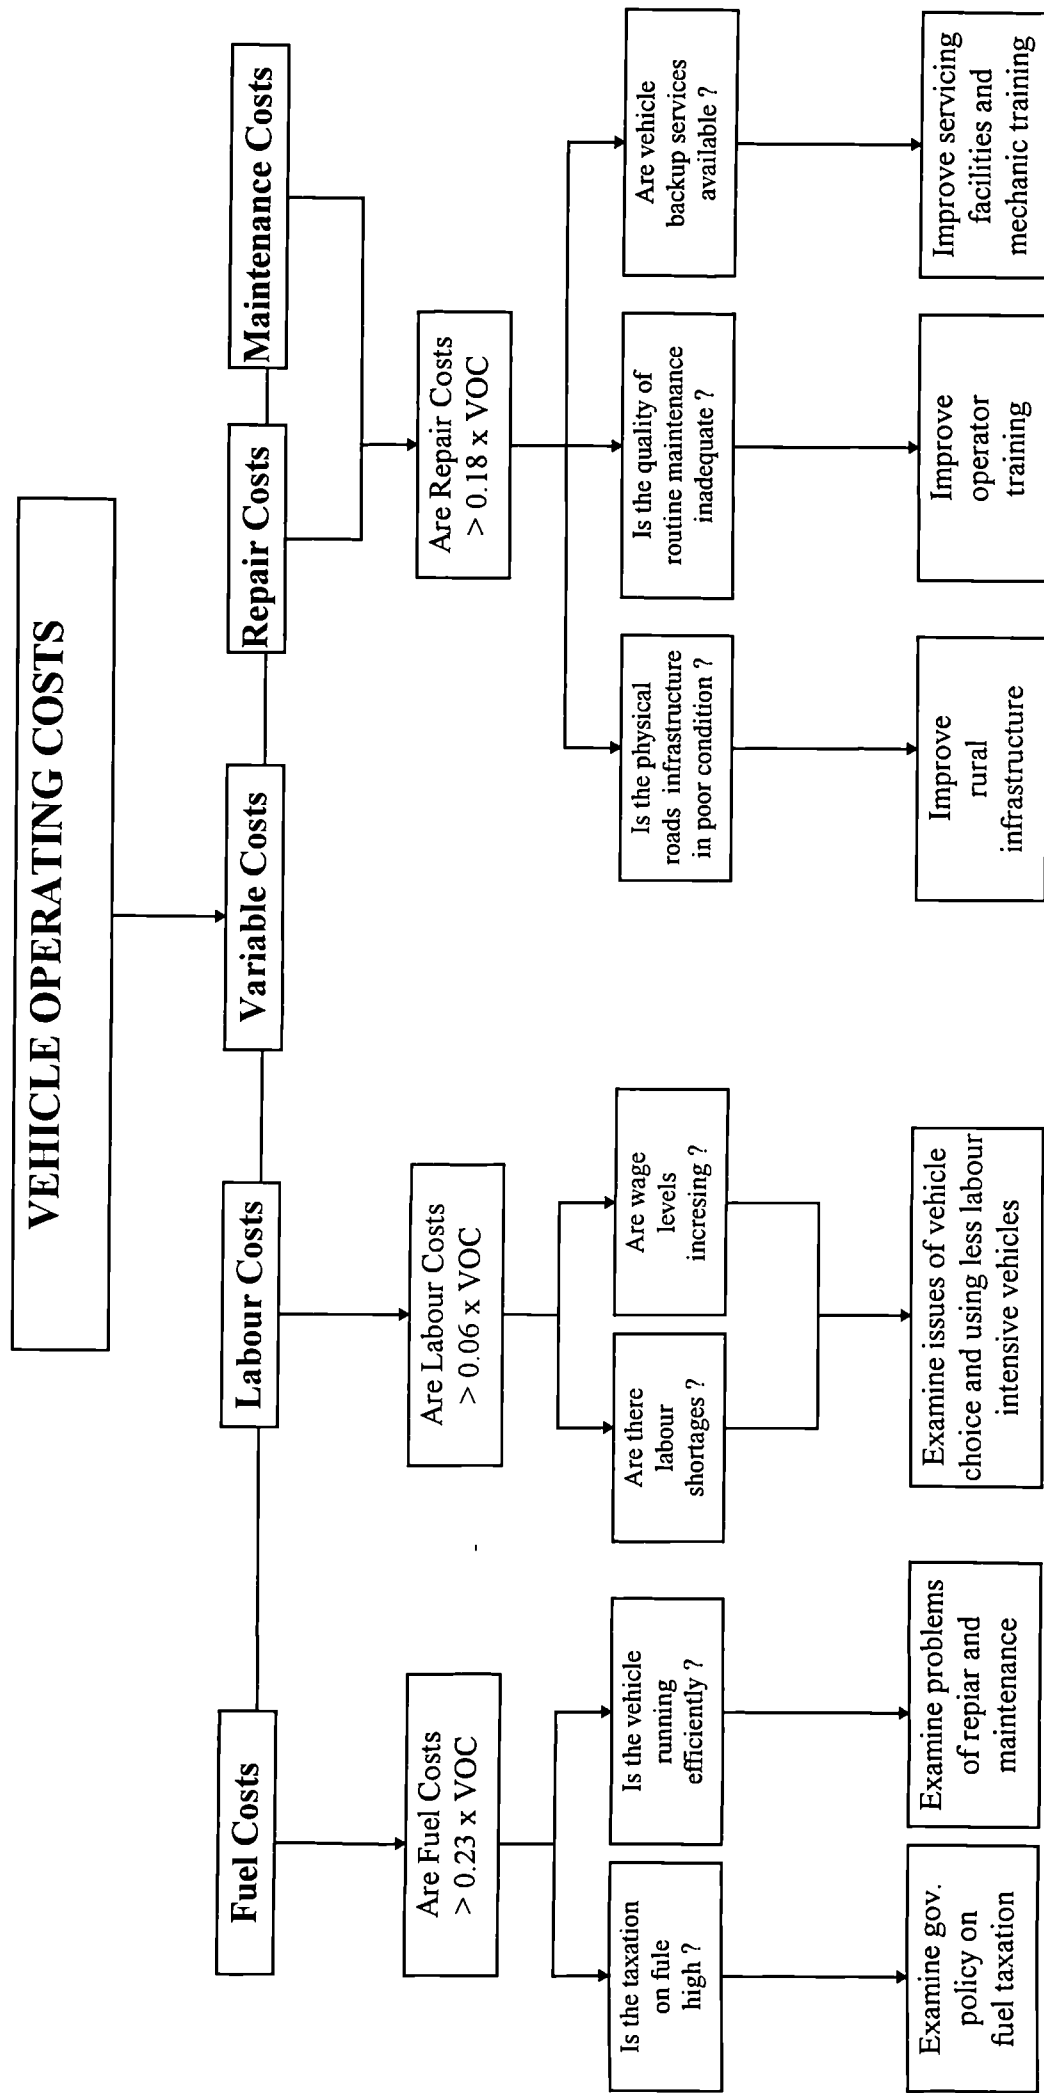 VEHICLE OPERATING COSTS
Fuel Costs
Labour Costs
Variable Costs
Repair Costs
Maintenance Costs
Are Fuel Costs
> 0.23 x VOC
Are Labour Costs
> 0.06 x VOC
Are Repair Costs
> 0.18 x VOC
Is the taxation
on fule
high ?
Is the vehicle
running
efficiently ?
Are there
labour
shortages ?
Are wage
levels
incresing ?
Is the physical
roads infrastructure
in poor condition ?
Is the quality of
routine maintenance
inadequate ?
Are vehicle
backup services
available ?
Examine gov.
policy on
fuel taxation
Examine problems
of repiar and
maintenance
Examine issues of vehicle
choice and using less labour
intensive vehicles
Improve
rural
infrastructure
Improve
operator
training
Improve servicing
facilities and
mechanic training